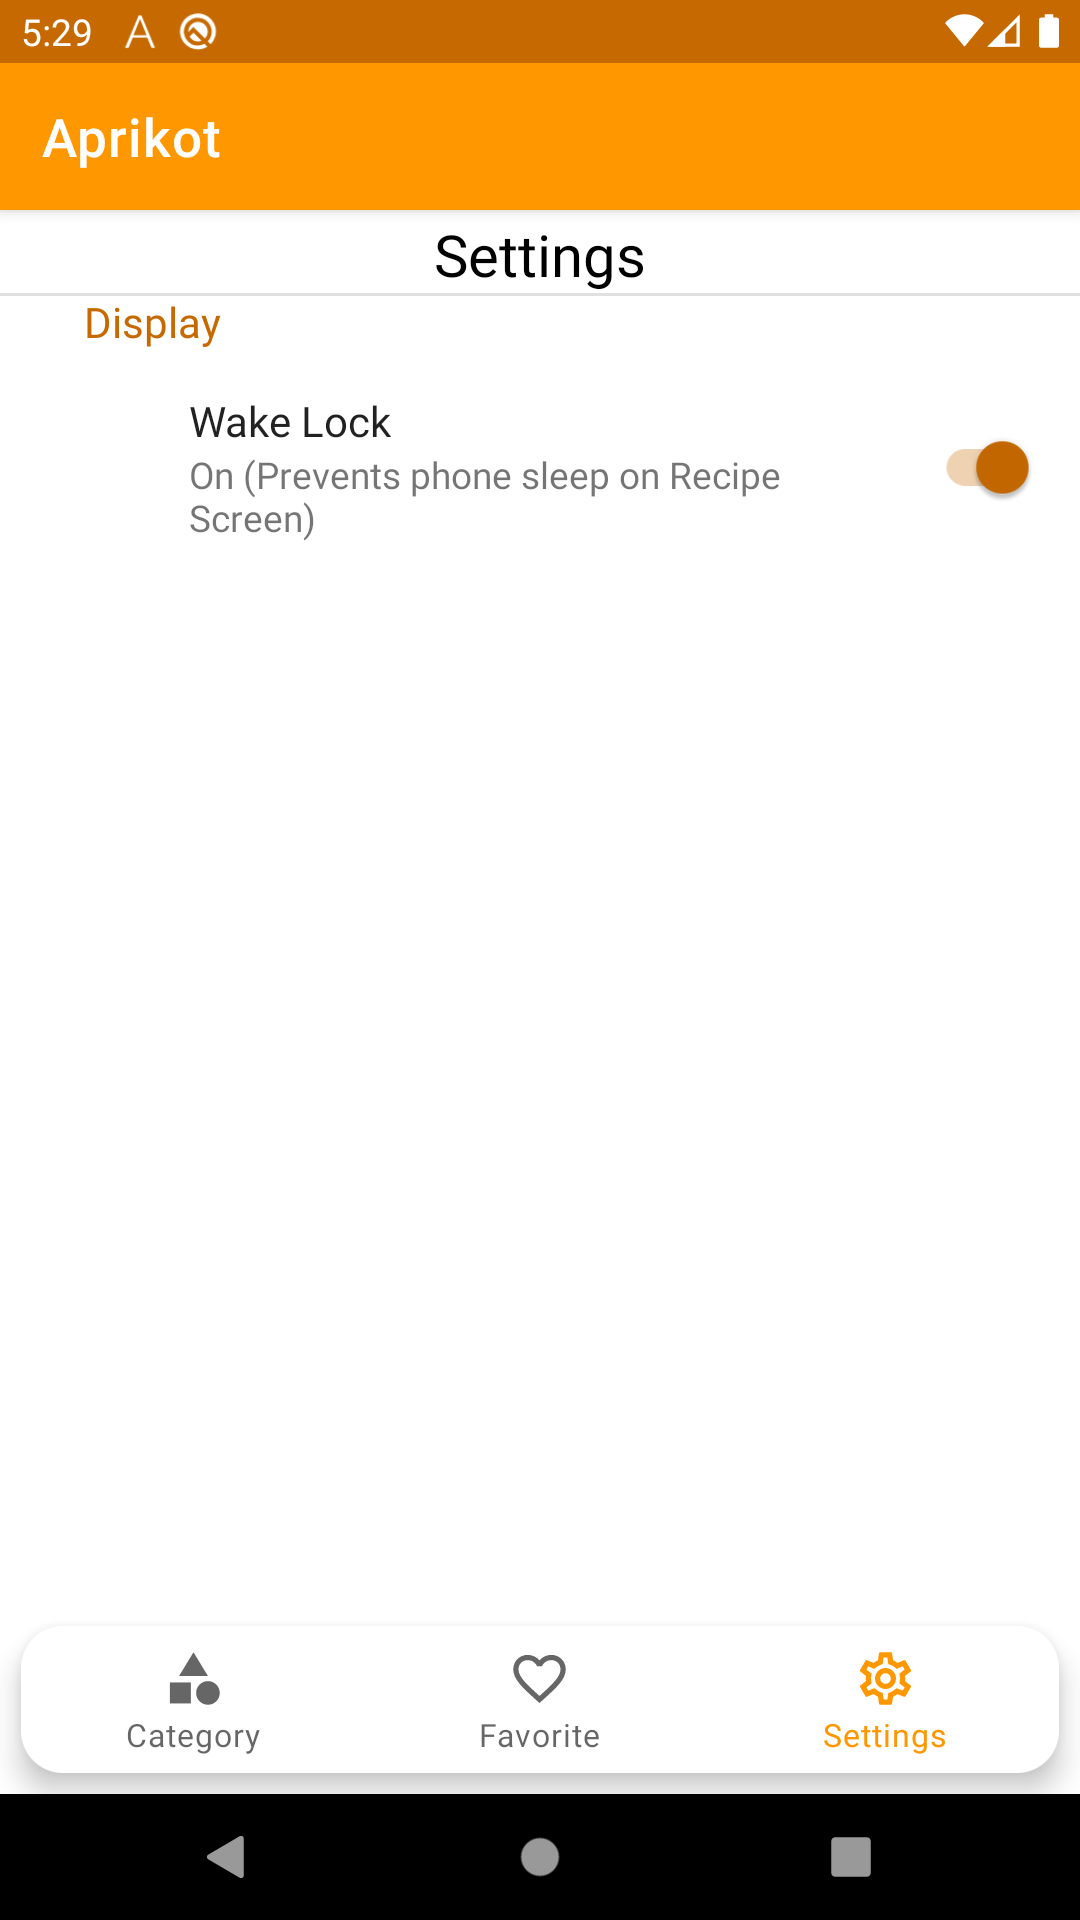 5:29
Aprikot
Settings
Display
Wake Lock
On (Prevents phone sleep on Recipe
Screen)
Category
Favorite
Settings